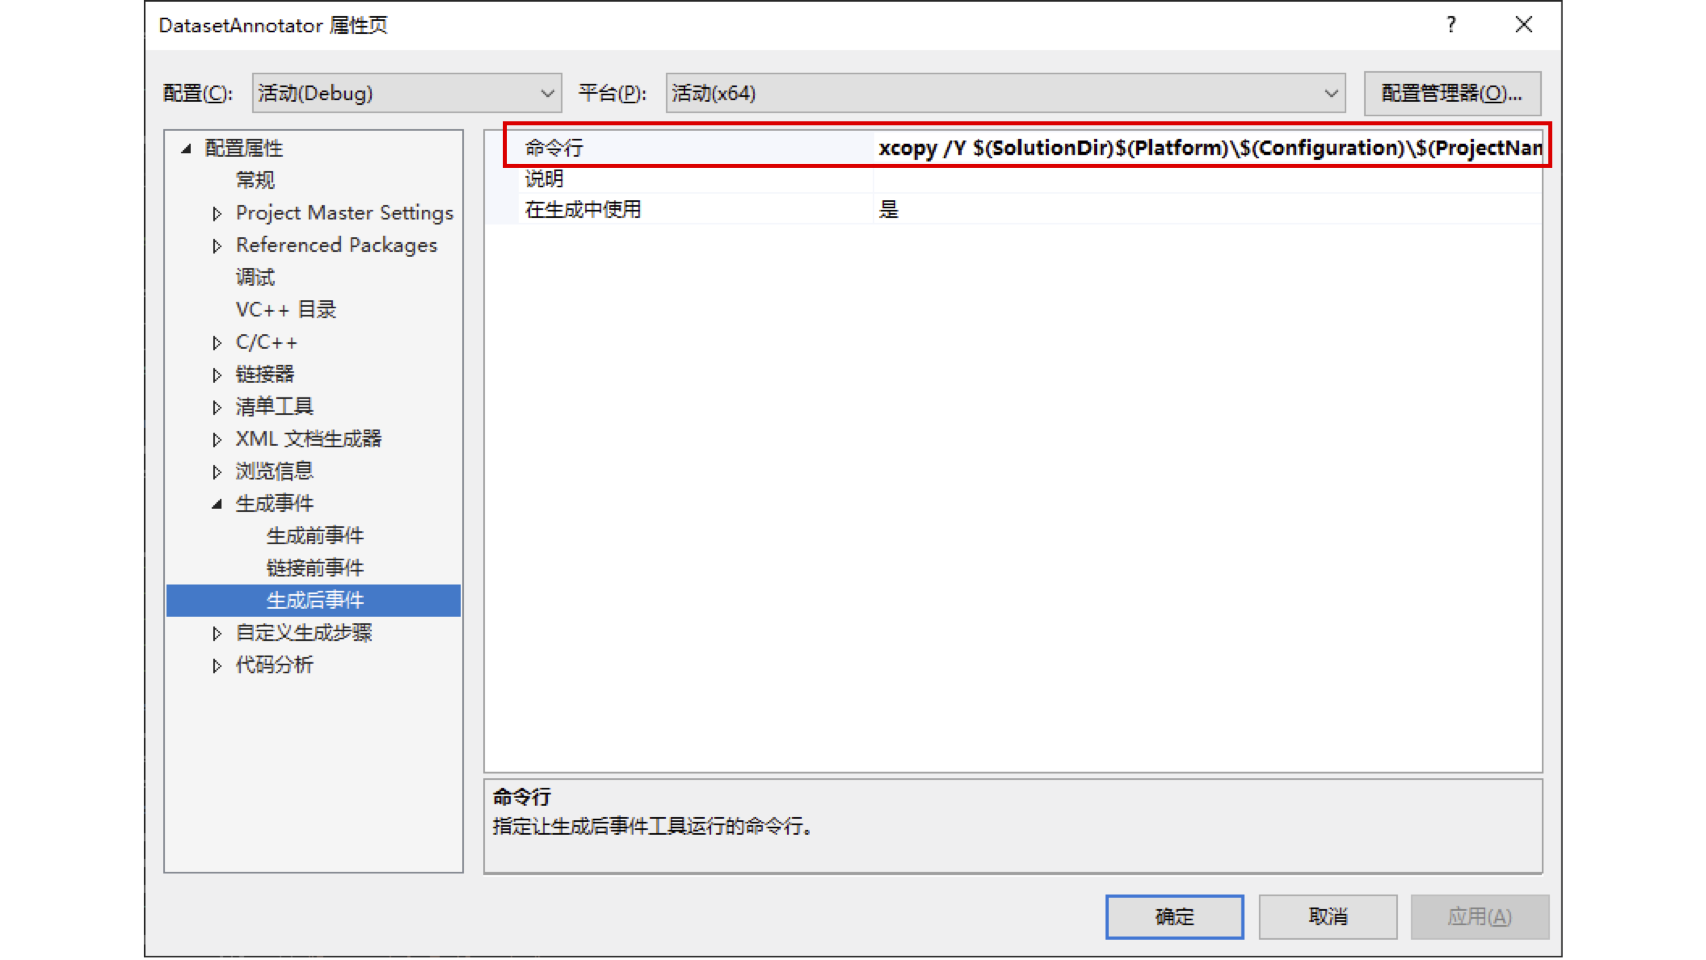 DatasetAnnotator 属性页
?
配置(C): 活动(Debug) 平台(P): 活动(x64) 配置管理器(O)...
配置属性
常规
Project Master Settings
Referenced Packages
调试
VC++ 目录
C/C++
链接器
清单工具
XML 文档生成器
浏览信息
生成事件
生成前事件
链接前事件
生成后事件
自定义生成步骤
代码分析
命令行 xcopy /Y $(SolutionDir)$(Platform)\$(Configuration)\$(ProjectNam
说明
在生成中使用 是
命令行
指定让生成后事件工具运行的命令行。
确定 取消 应用(A)